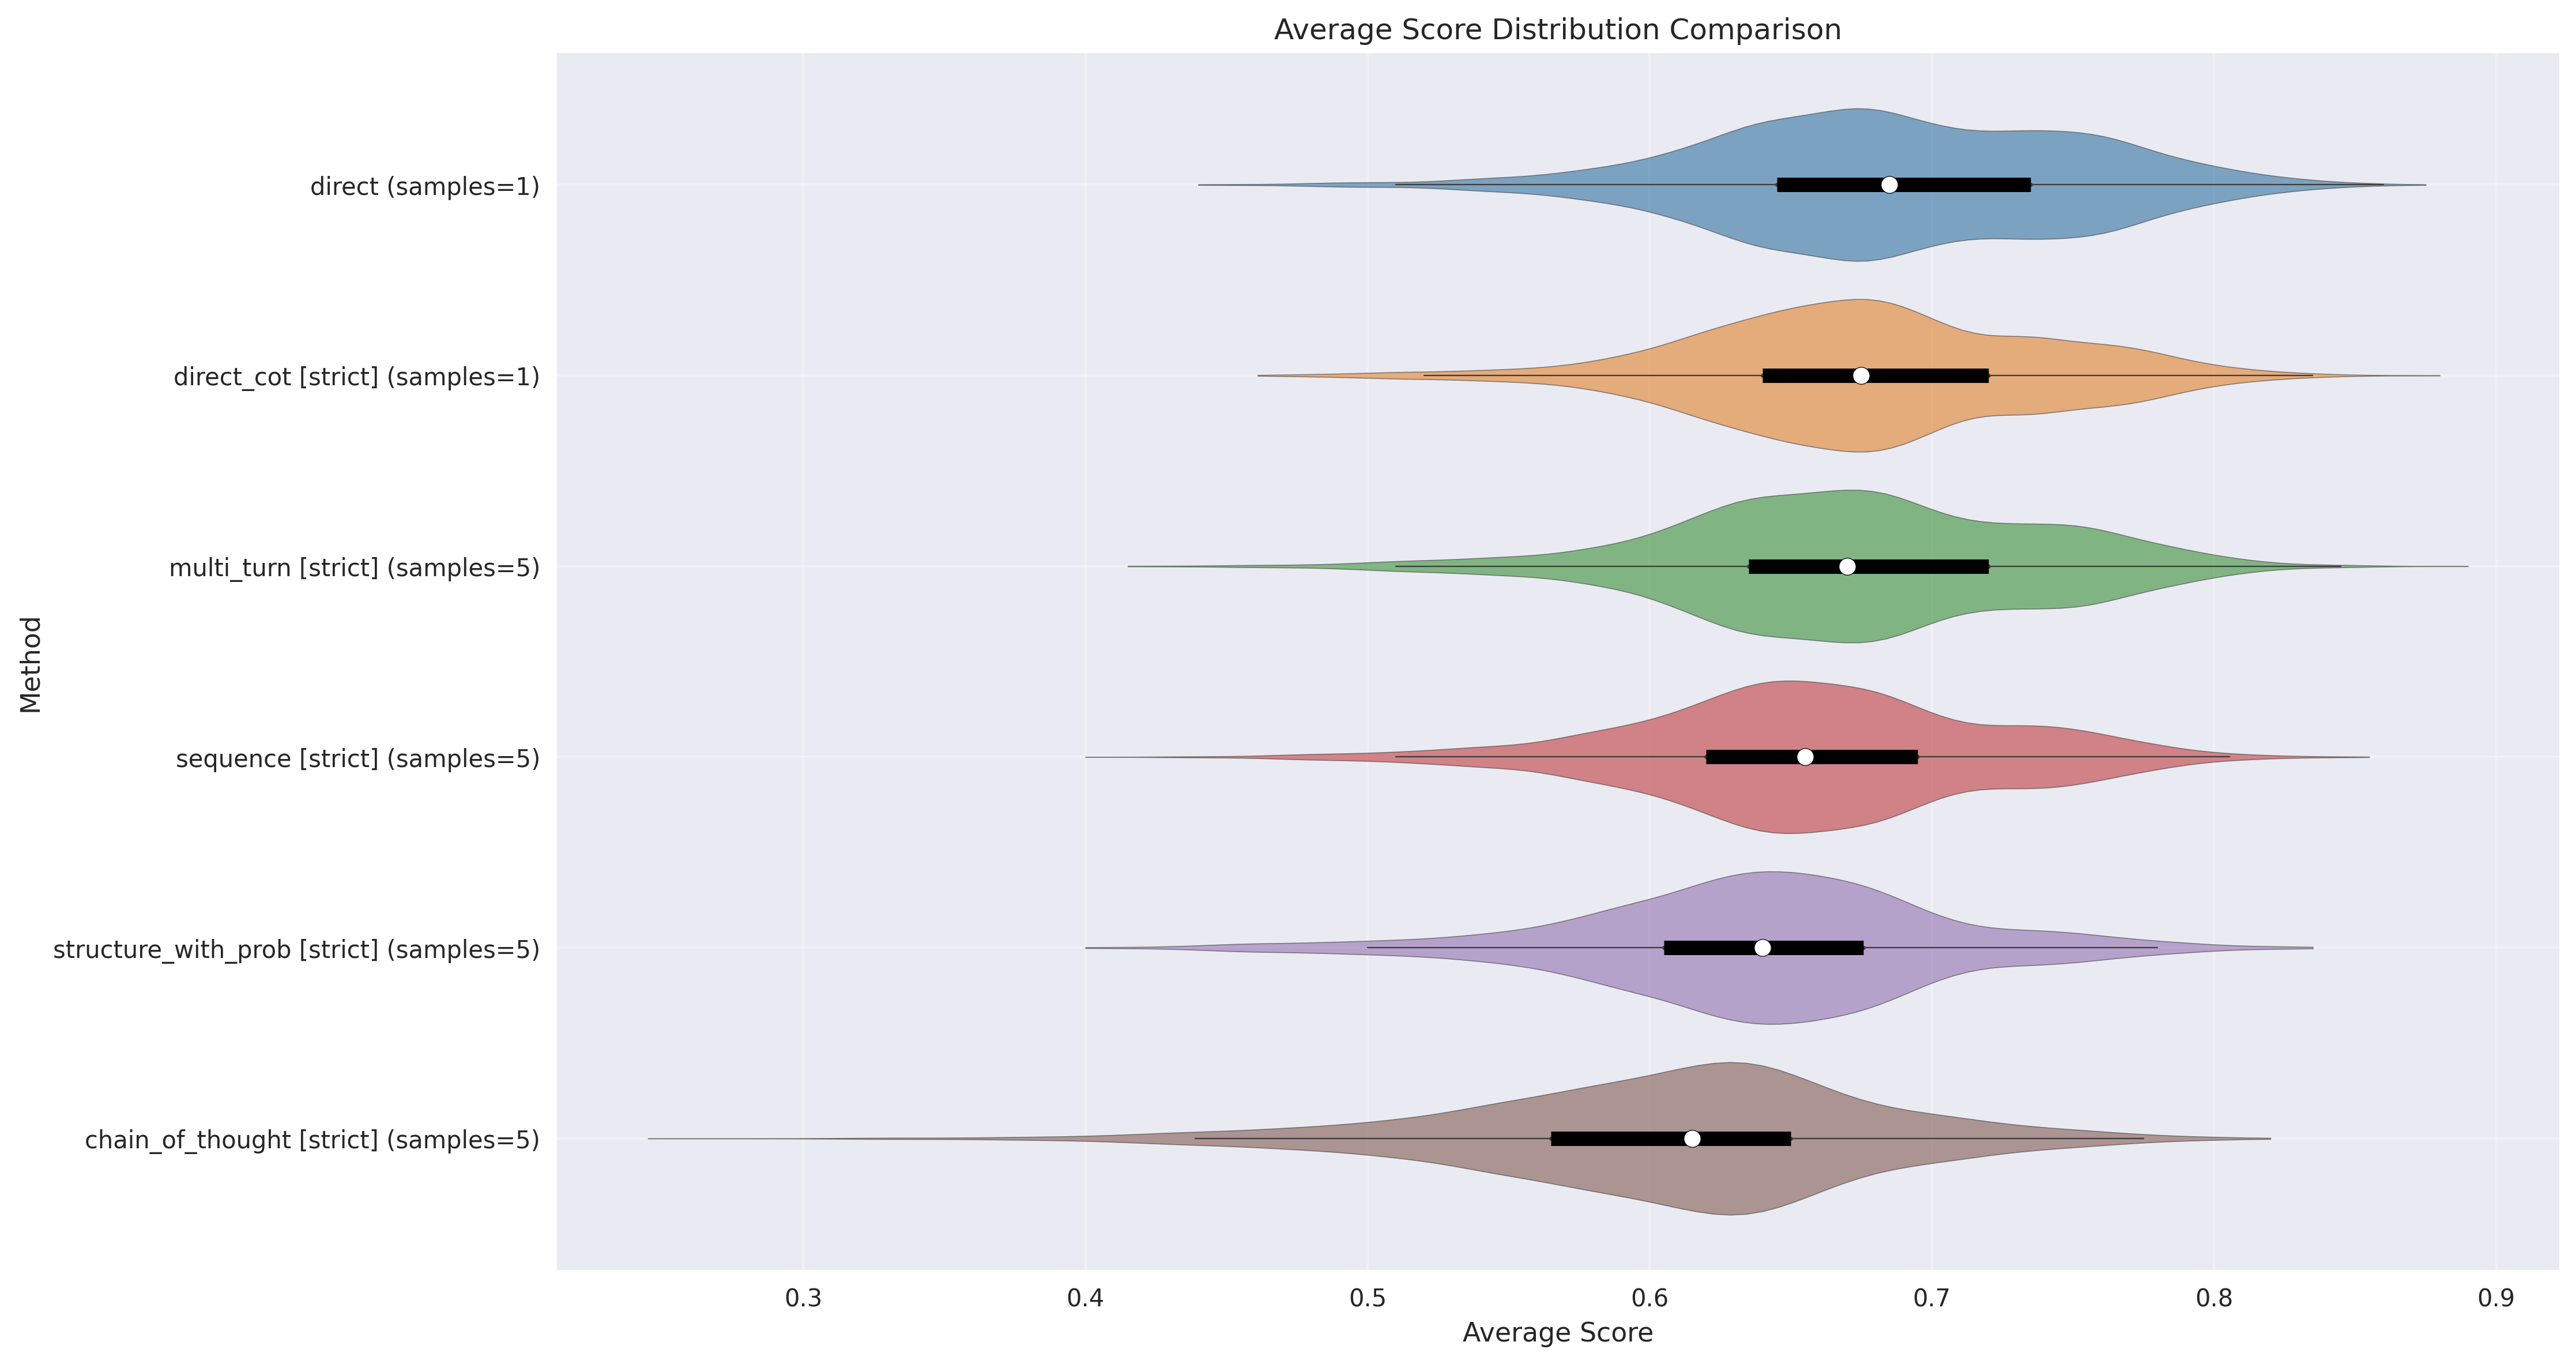 Average Score Distribution Comparison
Method
direct (samples=1)
direct_cot [strict] (samples=1)
multi_turn [strict] (samples=5)
sequence [strict] (samples=5)
structure_with_prob [strict] (samples=5)
chain_of_thought [strict] (samples=5)
0.3 0.4 0.5 0.6 0.7 0.8 0.9
Average Score